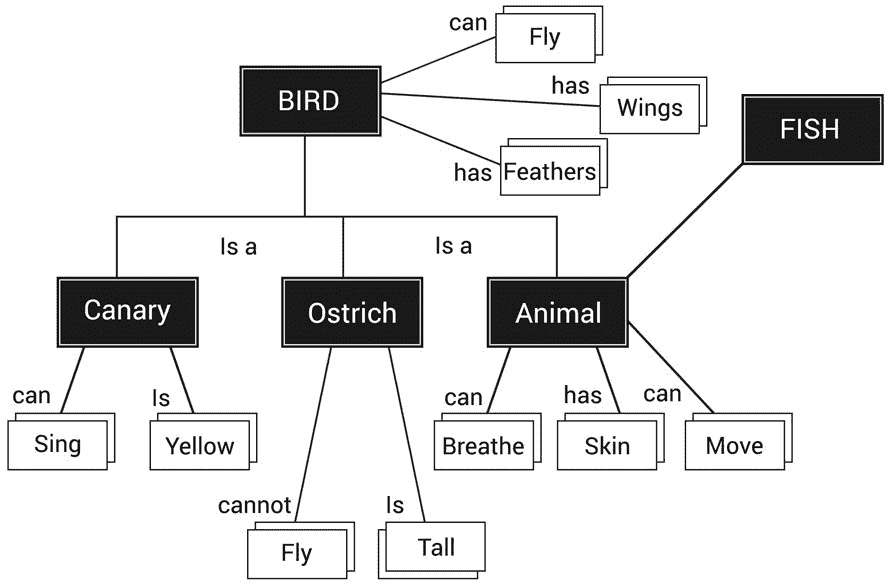 can
Fly
BIRD
has
Wings
FISH
has
Feathers
Is a
Is a
Canary
Ostrich
Animal
can
Is
can
has
can
Sing
Yellow
Breathe
Skin
Move
cannot
Is
Fly
Tall